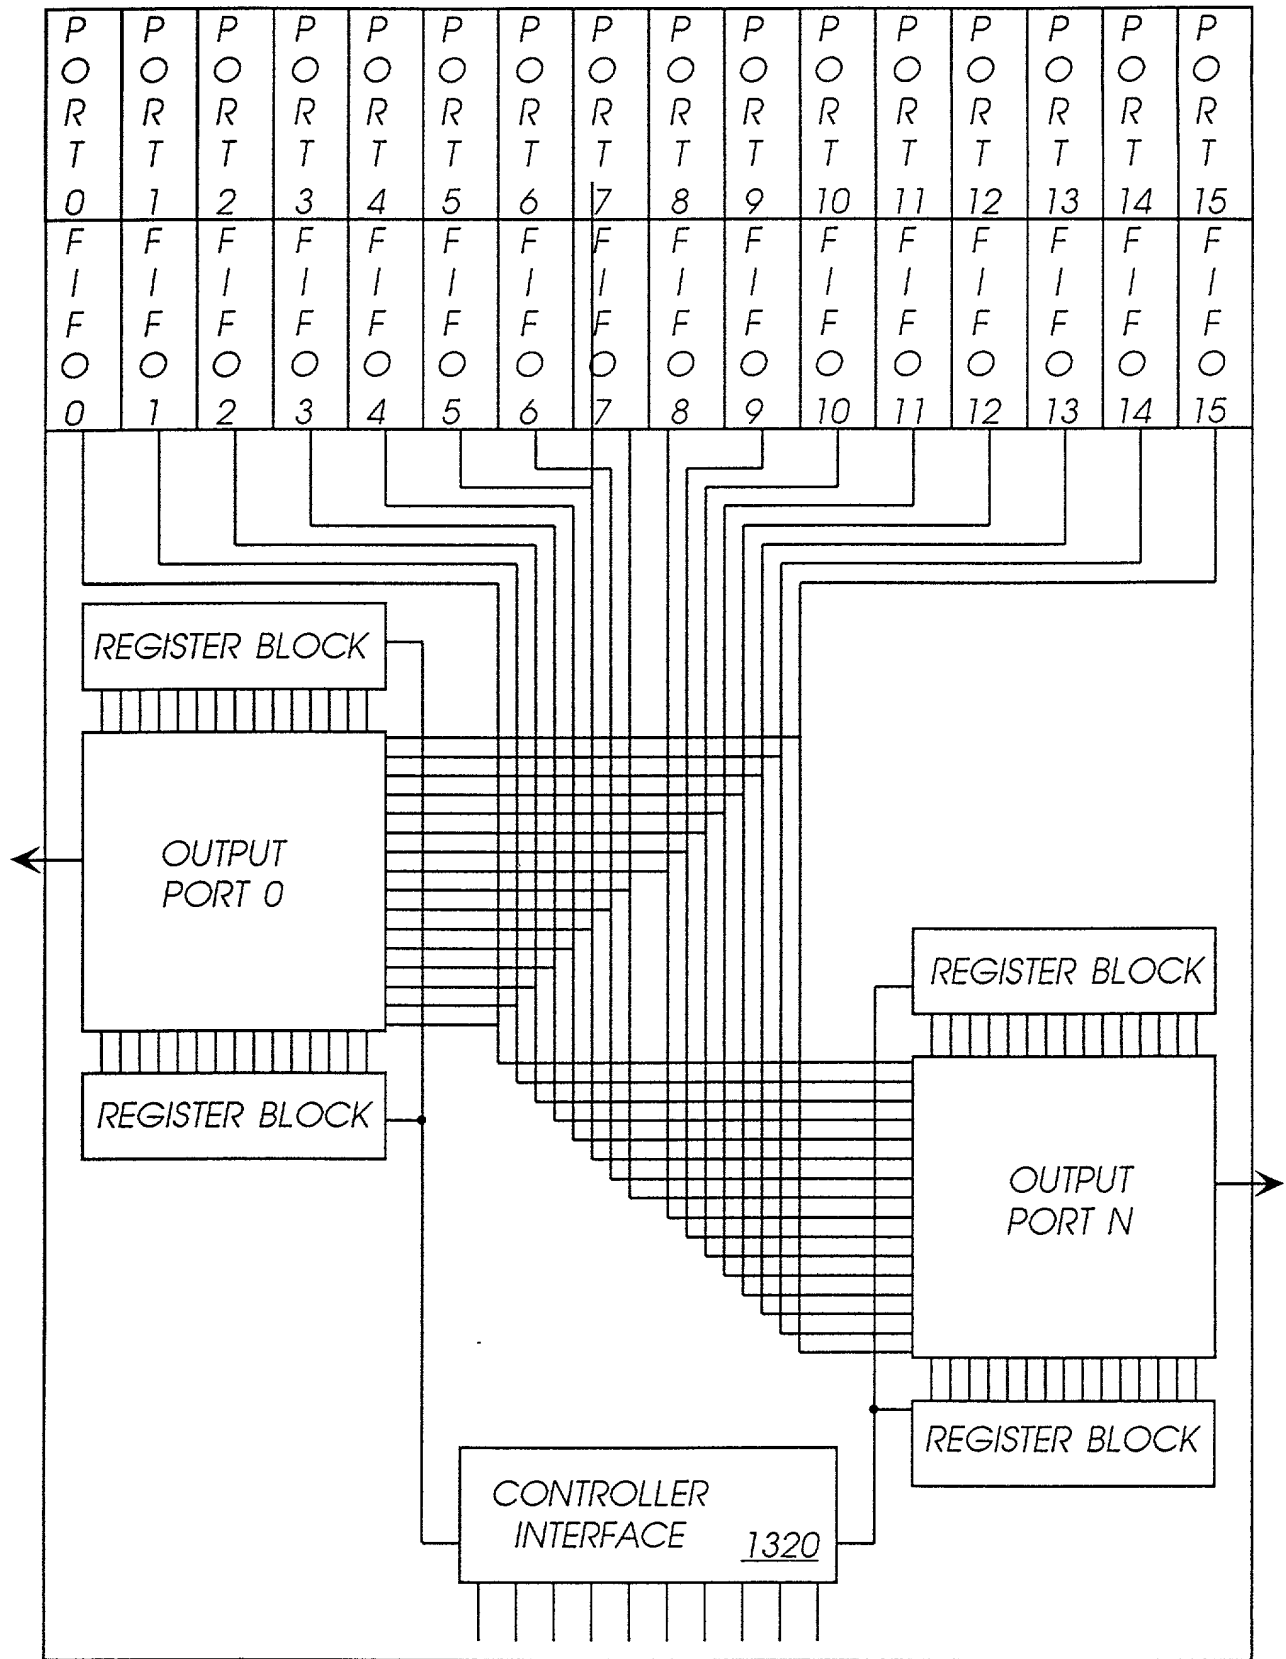 PORT 0
PORT 1
PORT 2
PORT 3
PORT 4
PORT 5
PORT 6
PORT 7
PORT 8
PORT 9
PORT 10
PORT 11
PORT 12
PORT 13
PORT 14
PORT 15
FIFO 0
FIFO 1
FIFO 2
FIFO 3
FIFO 4
FIFO 5
FIFO 6
FIFO 7
FIFO 8
FIFO 9
FIFO 10
FIFO 11
FIFO 12
FIFO 13
FIFO 14
FIFO 15
REGISTER BLOCK
OUTPUT
PORT 0
REGISTER BLOCK
REGISTER BLOCK
OUTPUT
PORT N
REGISTER BLOCK
CONTROLLER
INTERFACE 1320